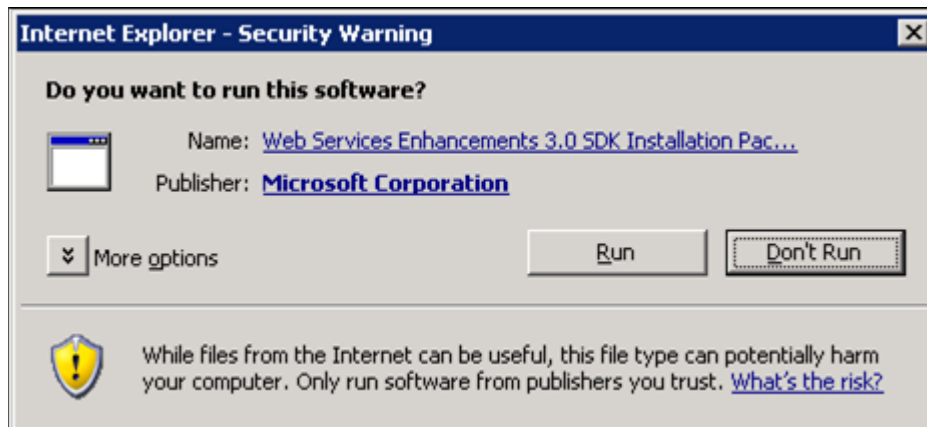 Internet Explorer - Security Warning
Do you want to run this software?
Name: Web Services Enhancements 3.0 SDK Installation Pac...
Publisher: Microsoft Corporation
More options
Run
Don't Run
While files from the Internet can be useful, this file type can potentially harm
your computer. Only run software from publishers you trust. What's the risk?